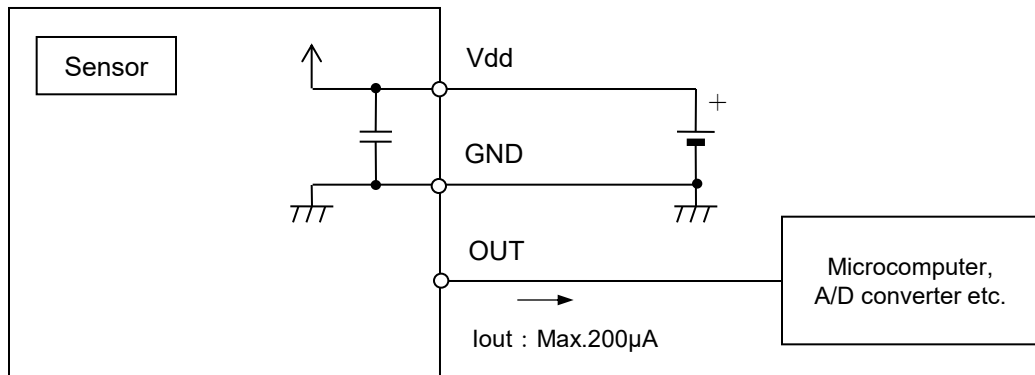 Sensor
Vdd
+
GND
OUT
Microcomputer,
A/D converter etc.
Iout : Max.200µA